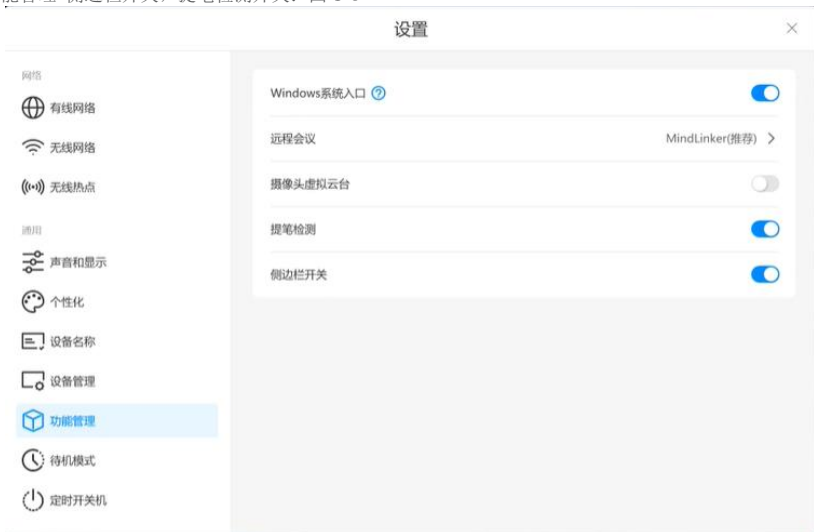 设置
网络
有线网络
无线网络
无线热点
通用
声音和显示
个性化
设备名称
设备管理
功能管理
待机模式
定时开关机
Windows系统入口
远程会议 MindLinker(推荐)
摄像头虚拟云台
提笔检测
侧边栏开关